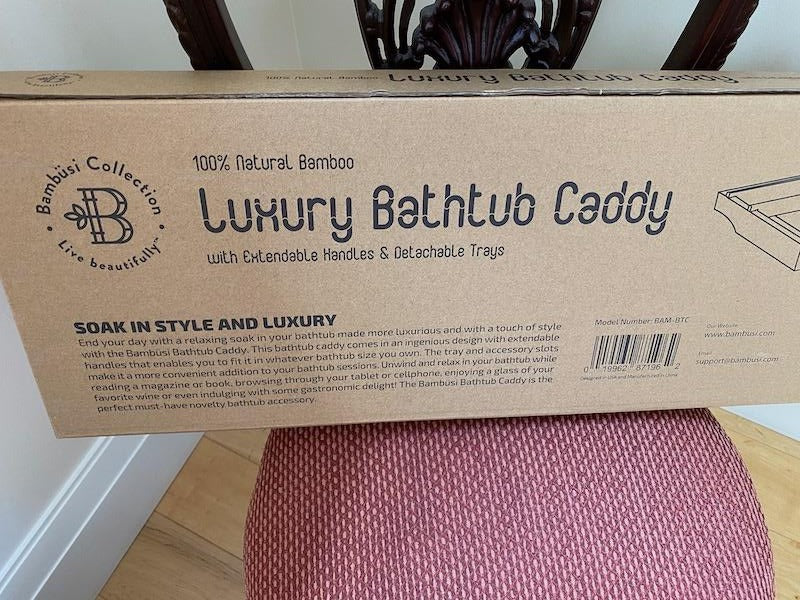 100% Natural Bamboo Luxury Bathtub Caddy
Bambüsi Collection
B
Live beautifully™
100% Natural Bamboo
Luxury Bathtub Caddy
with Extendable Handles & Detachable Trays
SOAK IN STYLE AND LUXURY
End your day with a relaxing soak in your bathtub made more luxurious and with a touch of style
with the Bambüsi Bathtub Caddy. This bathtub caddy comes in an ingenious design with extendable
handles that enables you to fit it in whatever bathtub size you own. The tray and accessory slots
make it a more convenient addition to your bathtub sessions. Unwind and relax in your bathtub while
reading a magazine or book, browsing through your tablet or cellphone, enjoying a glass of your
favorite wine or even indulging with some gastronomic delight! The Bambüsi Bathtub Caddy is the
perfect must-have novelty bathtub accessory.
Model Number: BAM-BTC
0 19962 87196 2
Designed in USA and Manufactured in China
Our Website
www.bambusi.com
Email
support@bambusi.com